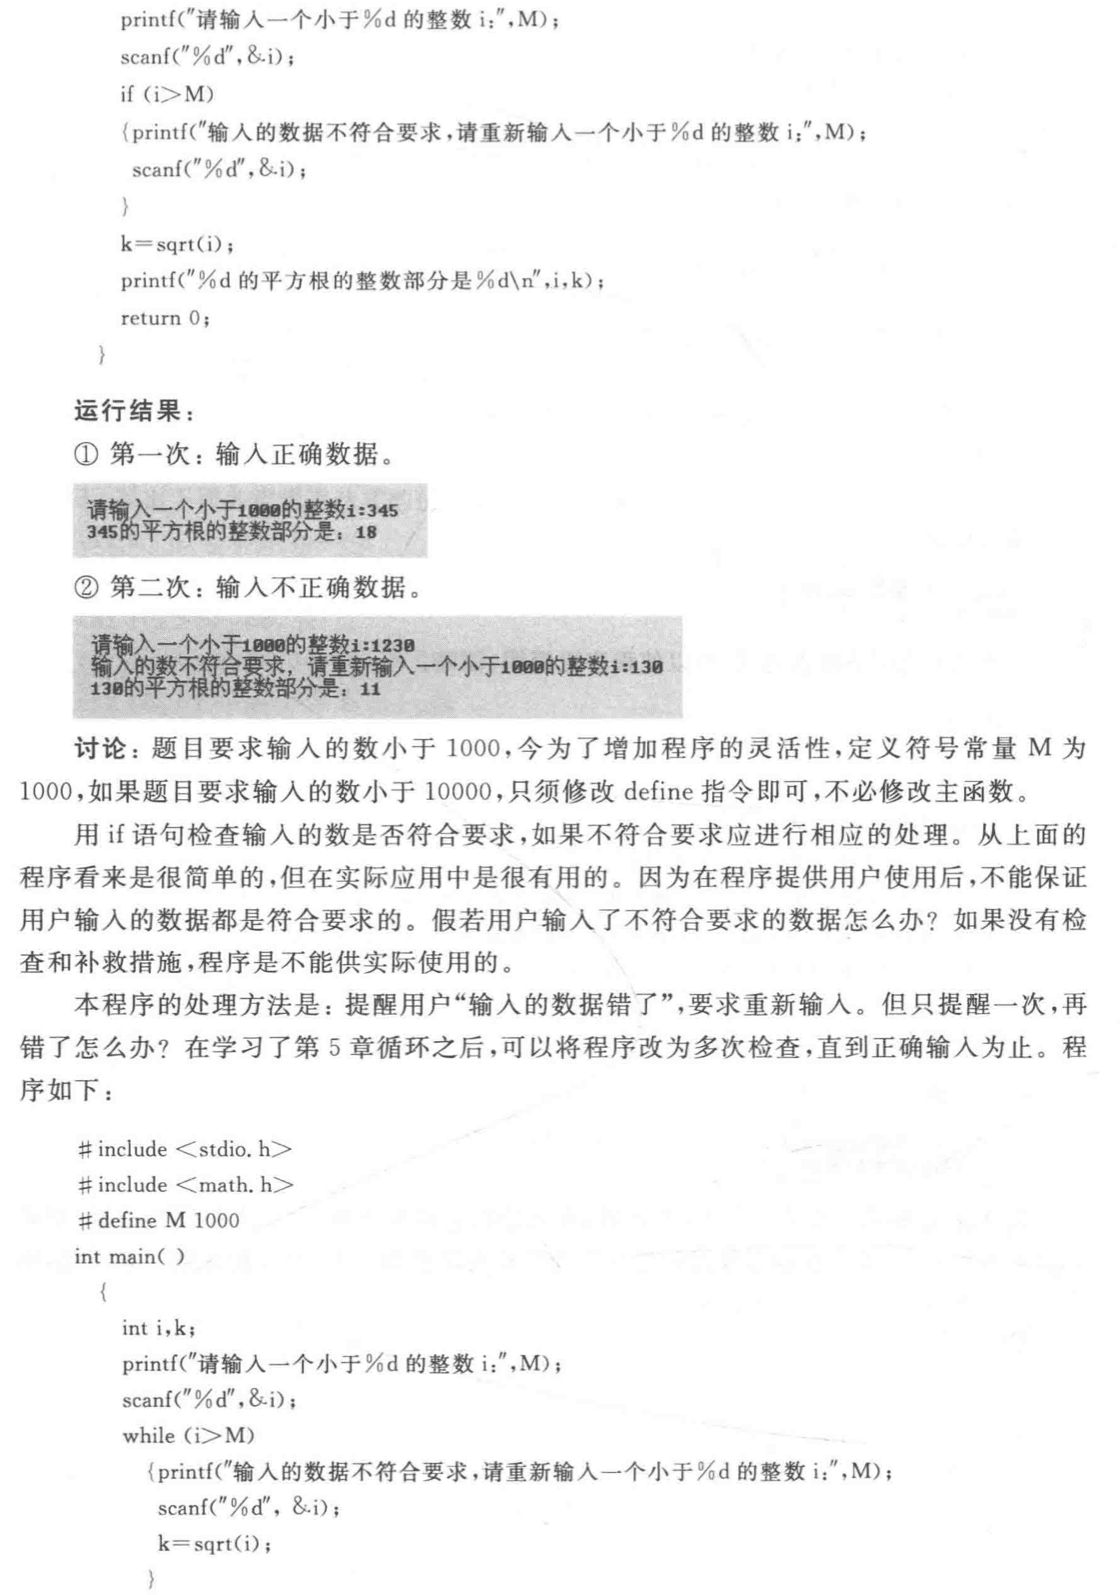 printf("请输入一个小于%d的整数i:",M);
scanf("%d",&i);
if (i>M)
{printf("输入的数据不符合要求,请重新输入一个小于%d的整数i:",M);
scanf("%d",&i);
}
k=sqrt(i);
printf("%d的平方根的整数部分是%d\n",i,k);
return 0;
}
运行结果:
① 第一次:输入正确数据。
请输入一个小于1000的整数i:345
345的平方根的整数部分是:18
② 第二次:输入不正确数据。
请输入一个小于1000的整数i:1230
输入的数不符合要求,请重新输入一个小于1000的整数i:130
130的平方根的整数部分是:11
讨论:题目要求输入的数小于 1000,今为了增加程序的灵活性,定义符号常量 M 为
1000,如果题目要求输入的数小于 10000,只须修改 define 指令即可,不必修改主函数。
用 if 语句检查输入的数是否符合要求,如果不符合要求应进行相应的处理。从上面的
程序看来是很简单的,但在实际应用中是很有用的。因为在程序提供用户使用后,不能保证
用户输入的数据都是符合要求的。假若用户输入了不符合要求的数据怎么办?如果没有检
查和补救措施,程序是不能供实际使用的。
本程序的处理方法是:提醒用户“输入的数据错了”,要求重新输入。但只提醒一次,再
错了怎么办?在学习了第 5 章循环之后,可以将程序改为多次检查,直到正确输入为止。程
序如下:
#include <stdio.h>
#include <math.h>
#define M 1000
int main( )
{
int i,k;
printf("请输入一个小于%d的整数i:",M);
scanf("%d",&i);
while (i>M)
{printf("输入的数据不符合要求,请重新输入一个小于%d的整数i:",M);
scanf("%d", &i);
k=sqrt(i);
}